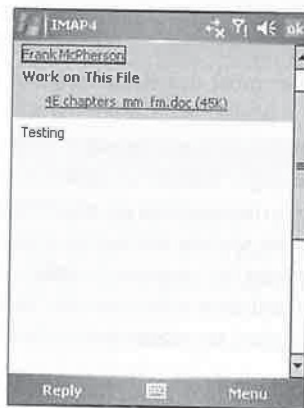 IMAP4
ok
Frank McPherson
Work on This File
4E chapters mm fm.doc (45K)
Testing
Reply
Menu